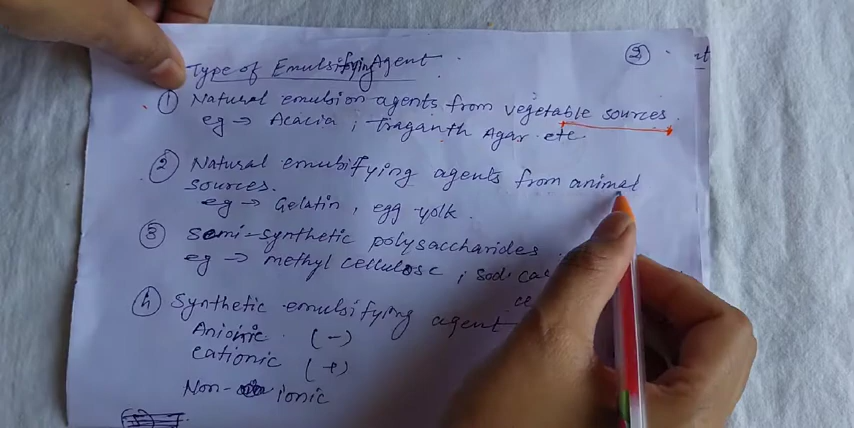 2
Type of Emulsifying Agent
1 Natural emulsion agents from vegetable sources.
eg → Acacia ; traganth Agar etc
2 Natural emulsifying agents from animal
sources.
eg → Gelatin , egg yolk .
3 Semi-synthetic polysaccharides
eg → methyl cellulose ; sod.
4 Synthetic emulsifying agent
Anionic (-)
Cationic (+)
Non- ionic